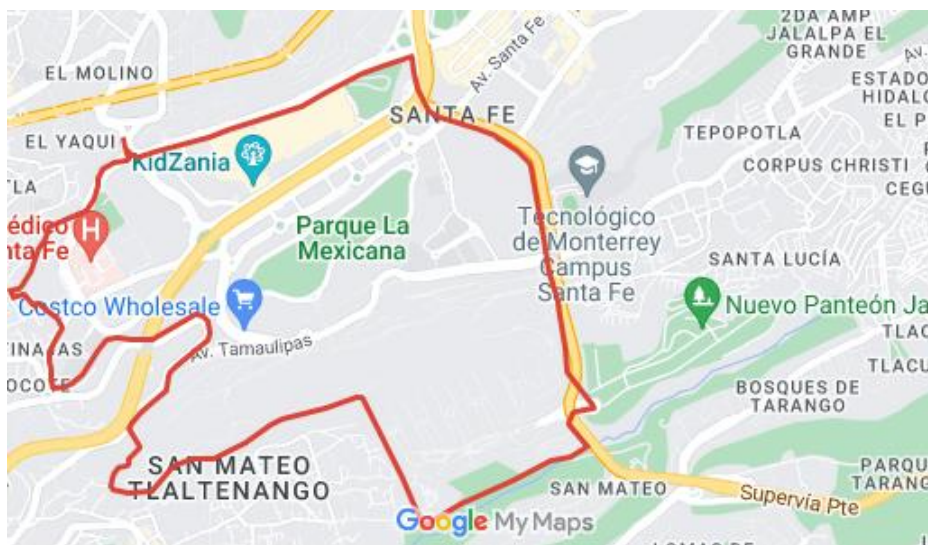 2DA AMP
JALALPA EL
GRANDE
EL MOLINO
Av. Santa Fe
ESTADO
HIDALG
SANTA FE
EL P
EL YAQUI
TEPOPOTLA
KidZania
CORPUS CHRISTI
TLA
CEGU
Tecnológico
de Monterrey
Campus
Santa Fe
édico
nta Fe
Parque La
Mexicana
SANTA LUCÍA
Costco Wholesale
Nuevo Panteón Ja
TLAC
TINAJAS
Av. Tamaulipas
TLACU
OCOTE
BOSQUES DE
TARANGO
SAN MATEO
TLALTENANGO
PARQU
TARANG
SAN MATEO
Supervía Pte
Google My Maps